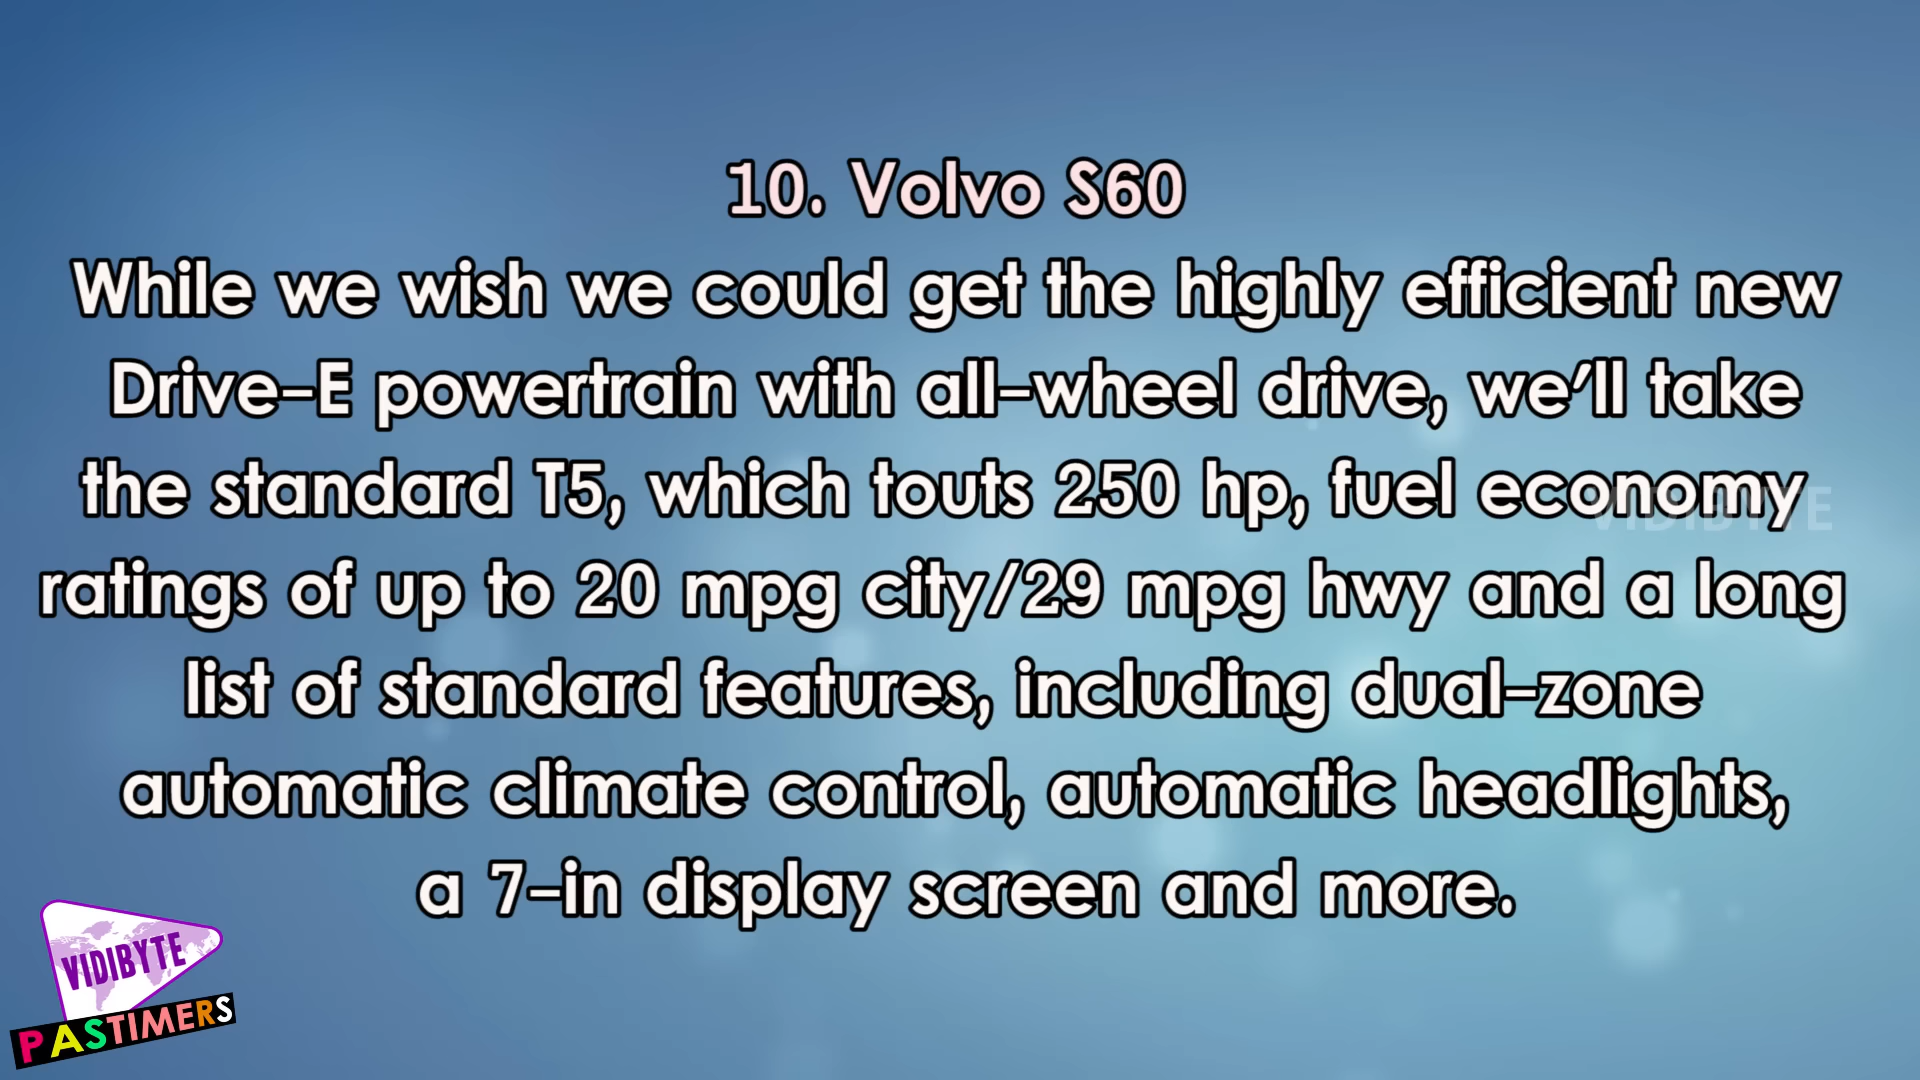 10. Volvo S60
While we wish we could get the highly efficient new
Drive-E powertrain with all-wheel drive, we'll take
the standard T5, which touts 250 hp, fuel economy
ratings of up to 20 mpg city/29 mpg hwy and a long
list of standard features, including dual-zone
automatic climate control, automatic headlights,
a 7-in display screen and more.
VIDIBYTE
VIDIBYTE
PASTIMERS